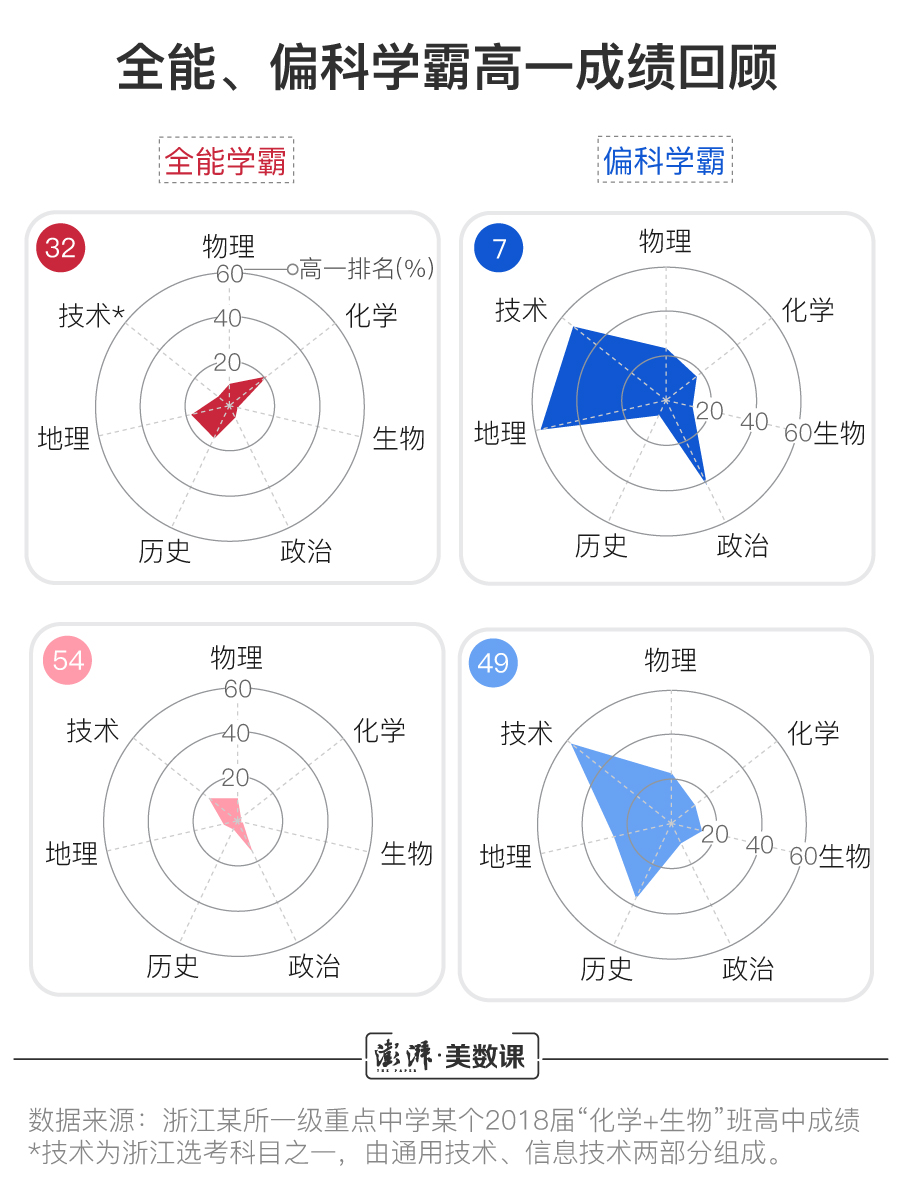 全能、偏科学霸高一成绩回顾
全能学霸
偏科学霸
32
物理
60
高一排名(%)
技术*
化学
40
20
地理
生物
历史
政治
7
物理
技术
化学
20
40
60
地理
生物
历史
政治
54
物理
60
技术
化学
40
20
地理
生物
历史
政治
49
物理
技术
化学
20
40
60
地理
生物
历史
政治
澎湃·美数课
THE PAPER
数据来源：浙江某所一级重点中学某个2018届“化学+生物”班高中成绩
*技术为浙江选考科目之一，由通用技术、信息技术两部分组成。